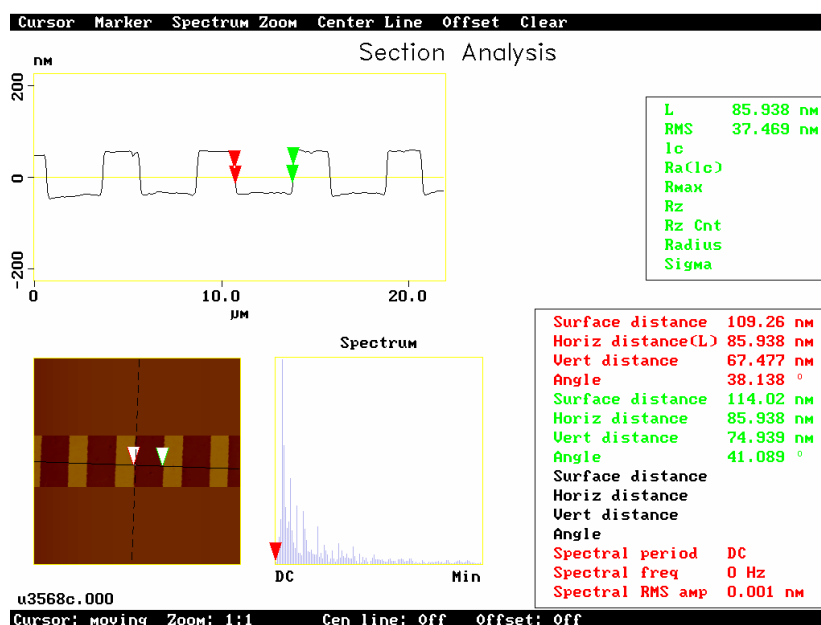 Cursor Marker Spectrum Zoom Center Line Offset Clear
Section Analysis
nM
200
0
-200
0 10.0 20.0
µM
L 85.938 nM
RMS 37.469 nM
lc
Ra(lc)
Rmax
Rz
Rz Cnt
Radius
Sigma
Spectrum
DC Min
Surface distance 109.26 nM
Horiz distance(L) 85.938 nM
Vert distance 67.477 nM
Angle 38.138 °
Surface distance 114.02 nM
Horiz distance 85.938 nM
Vert distance 74.939 nM
Angle 41.089 °
Surface distance
Horiz distance
Vert distance
Angle
Spectral period DC
Spectral freq 0 Hz
Spectral RMS amp 0.001 nM
u3568c.000
Cursor: moving Zoom: 1:1 Cen line: Off Offset: Off